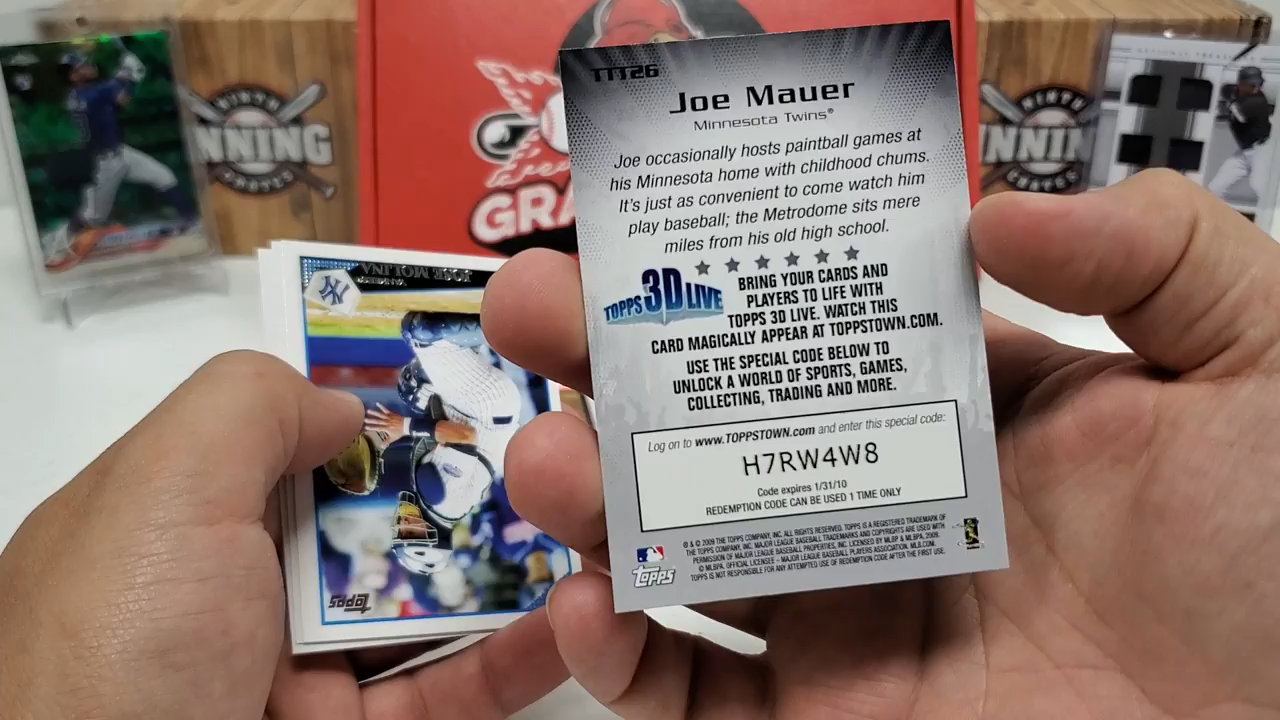 TTT26
Joe Mauer
Minnesota Twins®
Joe occasionally hosts paintball games at
his Minnesota home with childhood chums.
It's just as convenient to come watch him
play baseball; the Metrodome sits mere
miles from his old high school.
TOPPS 3D LIVE
BRING YOUR CARDS AND
PLAYERS TO LIFE WITH
TOPPS 3D LIVE. WATCH THIS
CARD MAGICALLY APPEAR AT TOPPSTOWN.COM.
USE THE SPECIAL CODE BELOW TO
UNLOCK A WORLD OF SPORTS, GAMES,
COLLECTING, TRADING AND MORE.
Log on to www.TOPPSTOWN.com and enter this special code:
H7RW4W8
Code expires 1/31/10
REDEMPTION CODE CAN BE USED 1 TIME ONLY
® & © 2009 THE TOPPS COMPANY, INC. ALL RIGHTS RESERVED. TOPPS IS A REGISTERED TRADEMARK OF
THE TOPPS COMPANY, INC. MAJOR LEAGUE BASEBALL TRADEMARKS AND COPYRIGHTS ARE USED WITH
PERMISSION OF MAJOR LEAGUE BASEBALL PROPERTIES, INC. LICENSED BY MLBP & MLBPA, 2009.
© MLBPA. OFFICIAL LICENSEE – MAJOR LEAGUE BASEBALL PLAYERS ASSOCIATION. MLB.COM.
TOPPS IS NOT RESPONSIBLE FOR ANY ATTEMPTED USE OF REDEMPTION CODE AFTER THE FIRST USE.
Topps
JOSE MOLINA
YANKEES
Topps
NINTH
INNING
GRA
NINTH
NNING